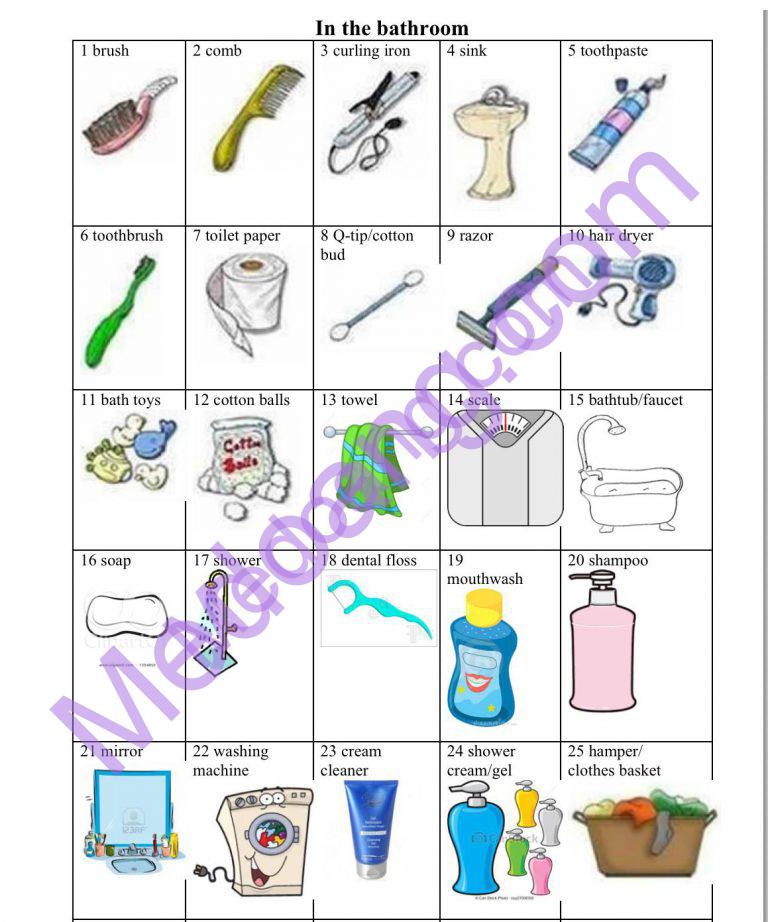 In the bathroom
1 brush
2 comb
3 curling iron
4 sink
5 toothpaste
6 toothbrush
7 toilet paper
8 Q-tip/cotton
bud
9 razor
10 hair dryer
11 bath toys
12 cotton balls
Cotton
Balls
13 towel
14 scale
15 bathtub/faucet
16 soap
17 shower
18 dental floss
19
mouthwash
20 shampoo
21 mirror
123RF
22 washing
machine
23 cream
cleaner
24 shower
cream/gel
25 hamper/
clothes basket